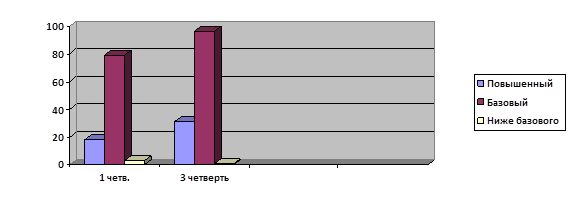 100
80
60
40
20
0
1 четв.
3 четверть
Повышенный
Базовый
Ниже базового